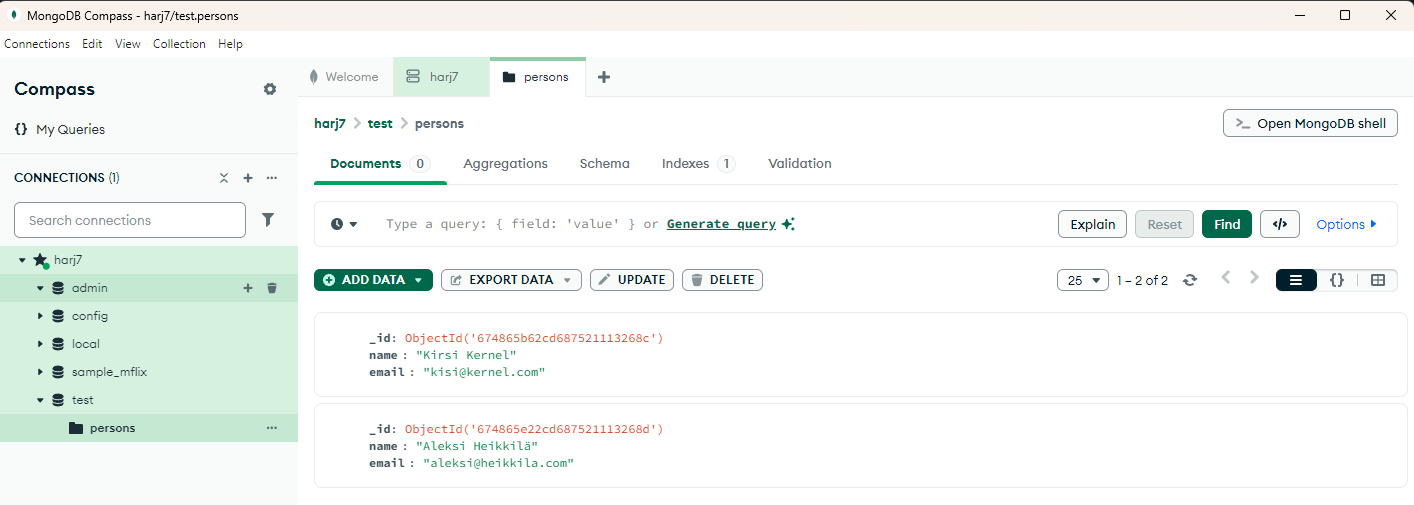 MongoDB Compass - harj7/test.persons
Connections Edit View Collection Help
Compass
{} My Queries
CONNECTIONS (1)
Search connections
harj7
admin
config
local
sample_mflix
test
persons
Welcome harj7 persons
harj7 > test > persons
>_ Open MongoDB shell
Documents 0 Aggregations Schema Indexes 1 Validation
Type a query: { field: 'value' } or Generate query
Explain Reset Find </> Options
ADD DATA EXPORT DATA UPDATE DELETE
25 1 – 2 of 2 {}
_id: ObjectId('674865b62cd687521113268c')
name : "Kirsi Kernel"
email : "kisi@kernel.com"
_id: ObjectId('674865e22cd687521113268d')
name : "Aleksi Heikkilä"
email : "aleksi@heikkila.com"